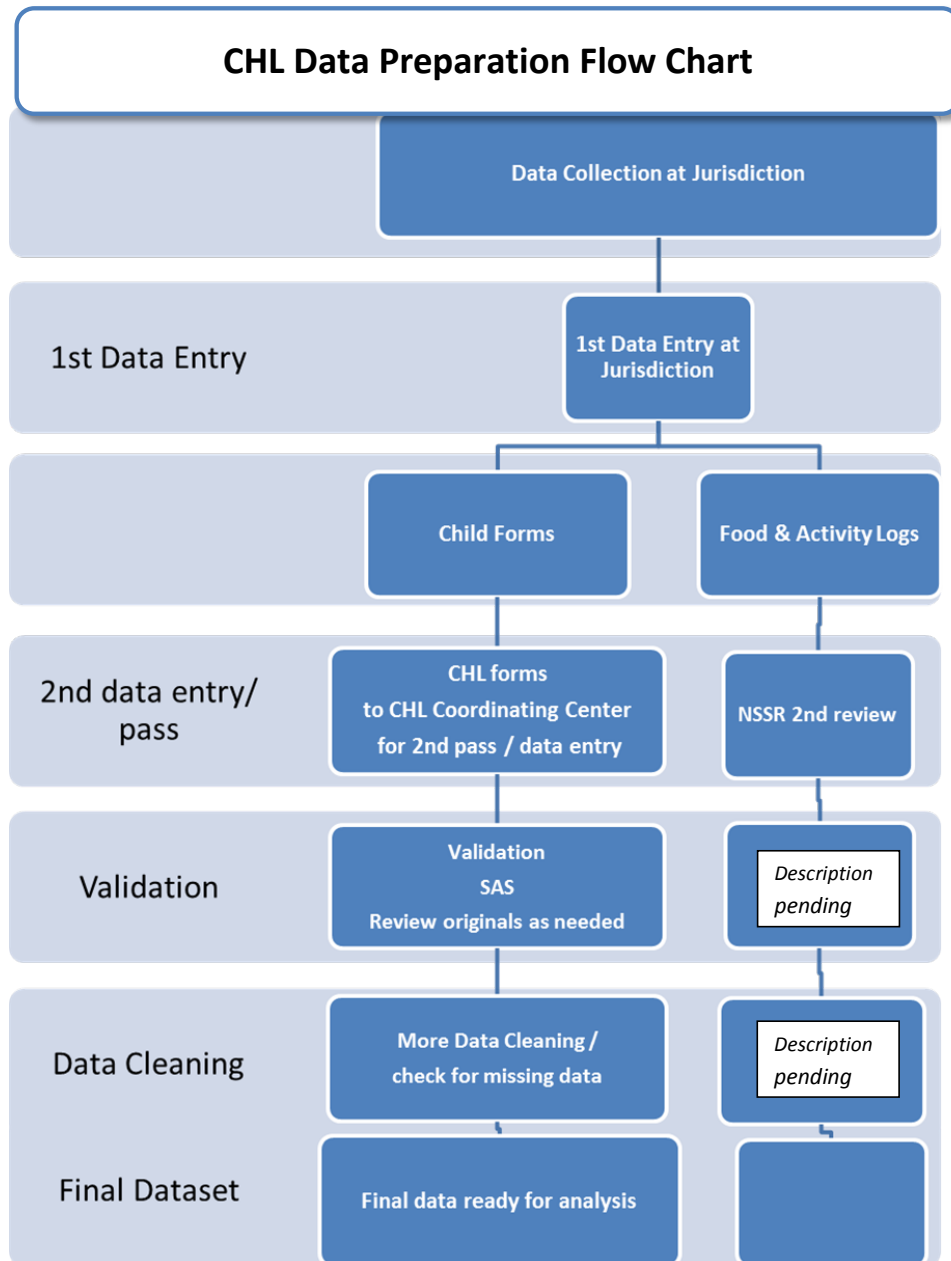 CHL Data Preparation Flow Chart
Data Collection at Jurisdiction
1st Data Entry
1st Data Entry at
Jurisdiction
Child Forms
Food & Activity Logs
2nd data entry/
pass
CHL forms
to CHL Coordinating Center
for 2nd pass / data entry
NSSR 2nd review
Validation
Validation
SAS
Review originals as needed
Description
pending
Data Cleaning
More Data Cleaning /
check for missing data
Description
pending
Final Dataset
Final data ready for analysis